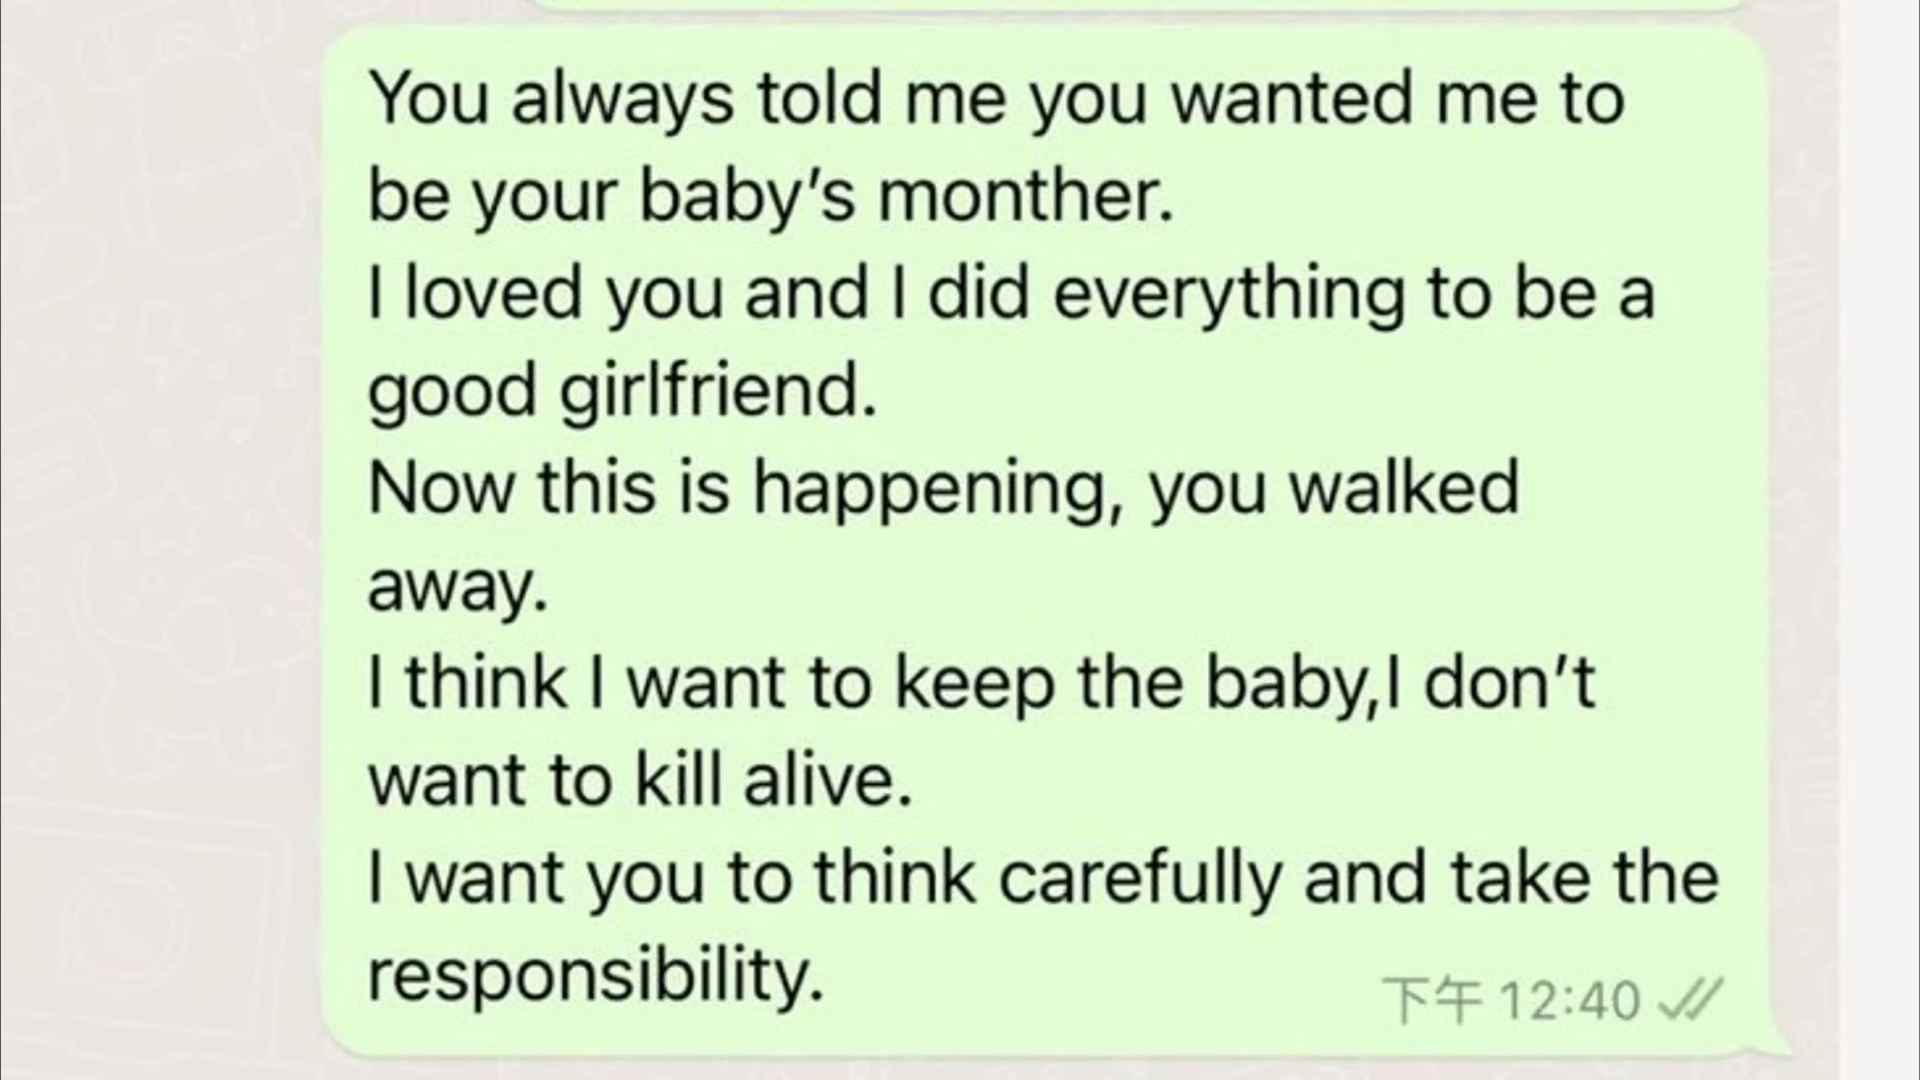 You always told me you wanted me to
be your baby’s monther.
I loved you and I did everything to be a
good girlfriend.
Now this is happening, you walked
away.
I think I want to keep the baby,I don’t
want to kill alive.
I want you to think carefully and take the
responsibility.
下午 12:40